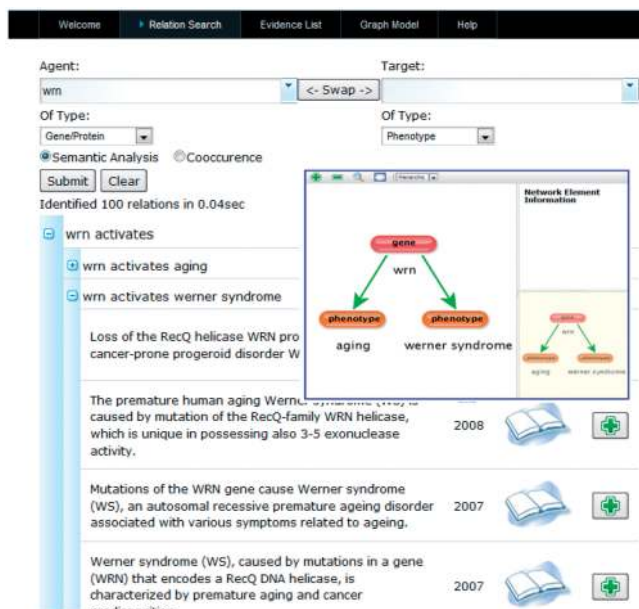 Welcome Relation Search Evidence List Graph Model Help
Agent: Target:
wrn <- Swap ->
Of Type: Of Type:
Gene/Protein Phenotype
Semantic Analysis Cooccurence
Submit Clear
Identified 100 relations in 0.04sec
wrn activates
wrn activates aging
wrn activates werner syndrome
Loss of the RecQ helicase WRN pro
cancer-prone progeroid disorder W
Network Element
Information
gene
wrn
phenotype phenotype
aging werner syndrome
gene
wrn
phenotype phenotype
aging werner syndrome
The premature human aging Werner syndrome (WS) is
caused by mutation of the RecQ-family WRN helicase,
which is unique in possessing also 3-5 exonuclease
activity.
2008
Mutations of the WRN gene cause Werner syndrome
(WS), an autosomal recessive premature ageing disorder
associated with various symptoms related to ageing.
2007
Werner syndrome (WS), caused by mutations in a gene
(WRN) that encodes a RecQ DNA helicase, is
characterized by premature aging and cancer
2007